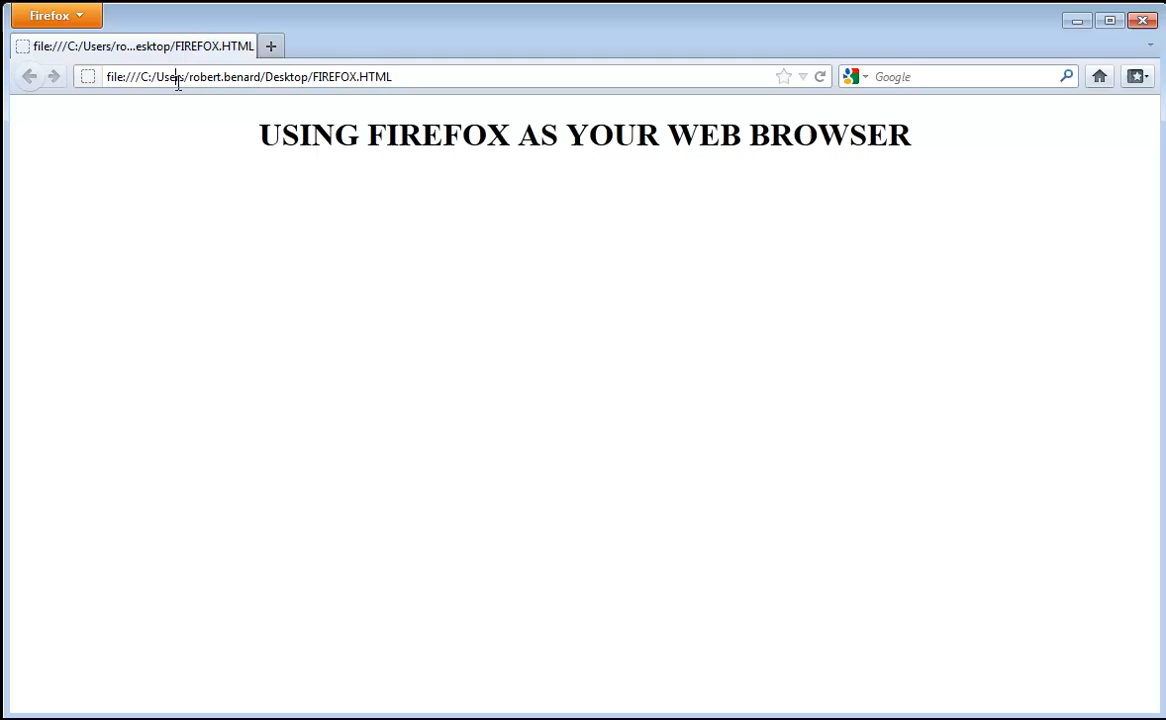 Firefox
file:///C:/Users/ro...esktop/FIREFOX.HTML
file:///C:/Users/robert.benard/Desktop/FIREFOX.HTML
Google
USING FIREFOX AS YOUR WEB BROWSER